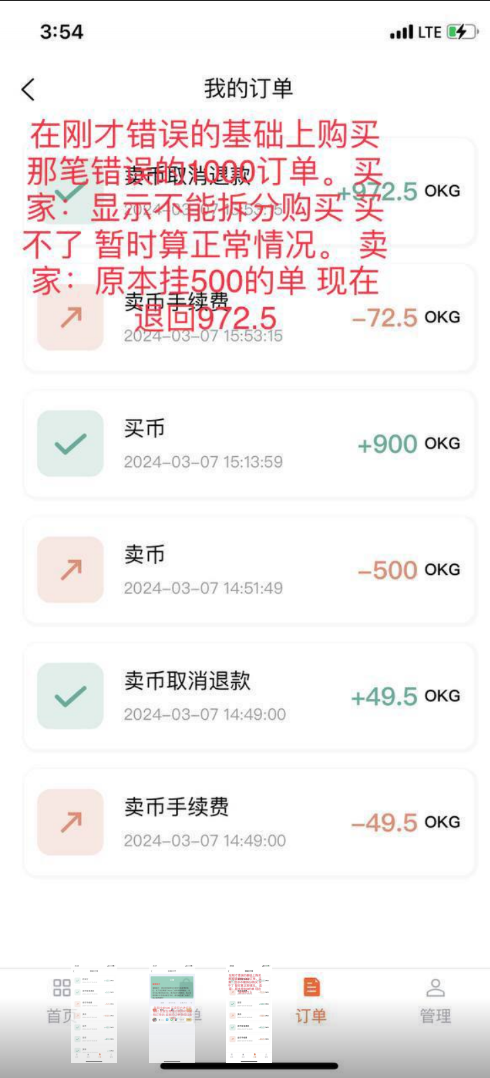 3:54
LTE
我的订单
在刚才错误的基础上购买
那笔错误的1000订单。买
家：显示不能拆分购买 买
不了 暂时算正常情况。 卖
家：原本挂500的单 现在
退回972.5
卖币取消退款
+972.5 OKG
卖币手续费
2024-03-07 15:53:15
-72.5 OKG
买币
2024-03-07 15:13:59
+900 OKG
卖币
2024-03-07 14:51:49
-500 OKG
卖币取消退款
2024-03-07 14:49:00
+49.5 OKG
卖币手续费
2024-03-07 14:49:00
-49.5 OKG
首页
单
订单
管理